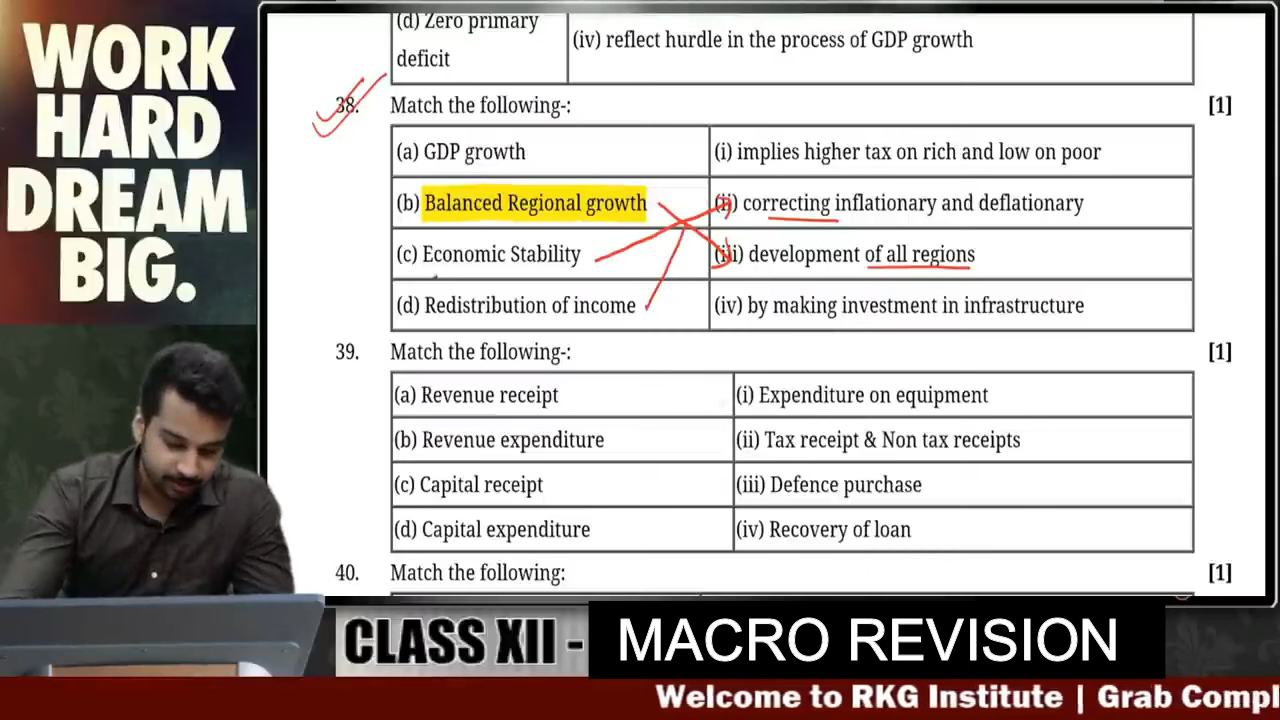 WORK
HARD
DREAM
BIG.
(d) Zero primary
deficit
(iv) reflect hurdle in the process of GDP growth
38. Match the following-: [1]
(a) GDP growth (i) implies higher tax on rich and low on poor
(b) Balanced Regional growth (ii) correcting inflationary and deflationary
(c) Economic Stability (iii) development of all regions
(d) Redistribution of income (iv) by making investment in infrastructure
39. Match the following-: [1]
(a) Revenue receipt (i) Expenditure on equipment
(b) Revenue expenditure (ii) Tax receipt & Non tax receipts
(c) Capital receipt (iii) Defence purchase
(d) Capital expenditure (iv) Recovery of loan
40. Match the following: [1]
CLASS XII - MACRO REVISION
Welcome to RKG Institute | Grab Compl